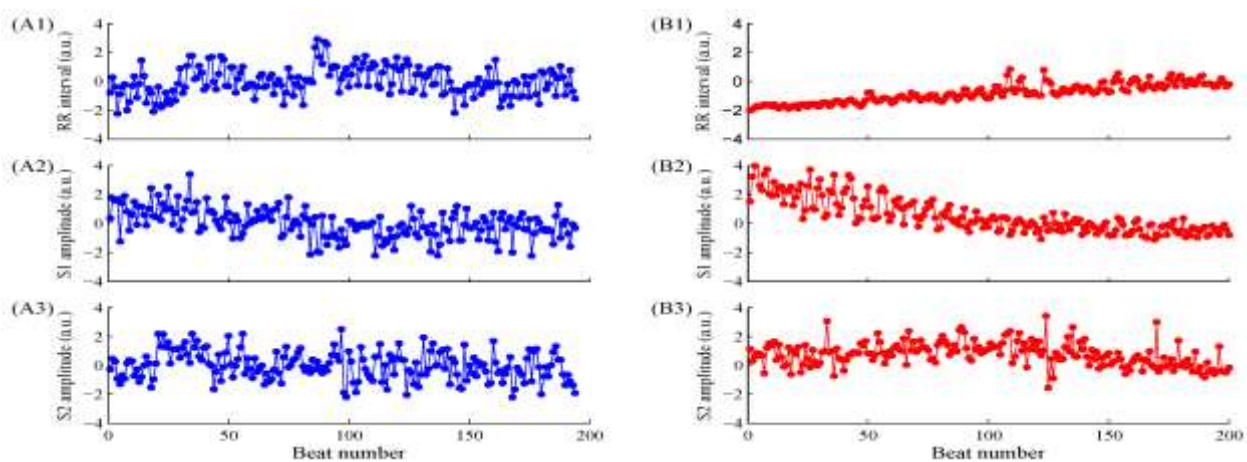 (A1)
RR interval (a.u.)
4
2
0
−2
−4
(B1)
RR interval (a.u.)
4
2
0
−2
−4
(A2)
S1 amplitude (a.u.)
4
2
0
−2
−4
(B2)
S1 amplitude (a.u.)
4
2
0
−2
−4
(A3)
S2 amplitude (a.u.)
4
2
0
−2
−4
0 50 100 150 200
Beat number
(B3)
S2 amplitude (a.u.)
4
2
0
−2
−4
0 50 100 150 200
Beat number